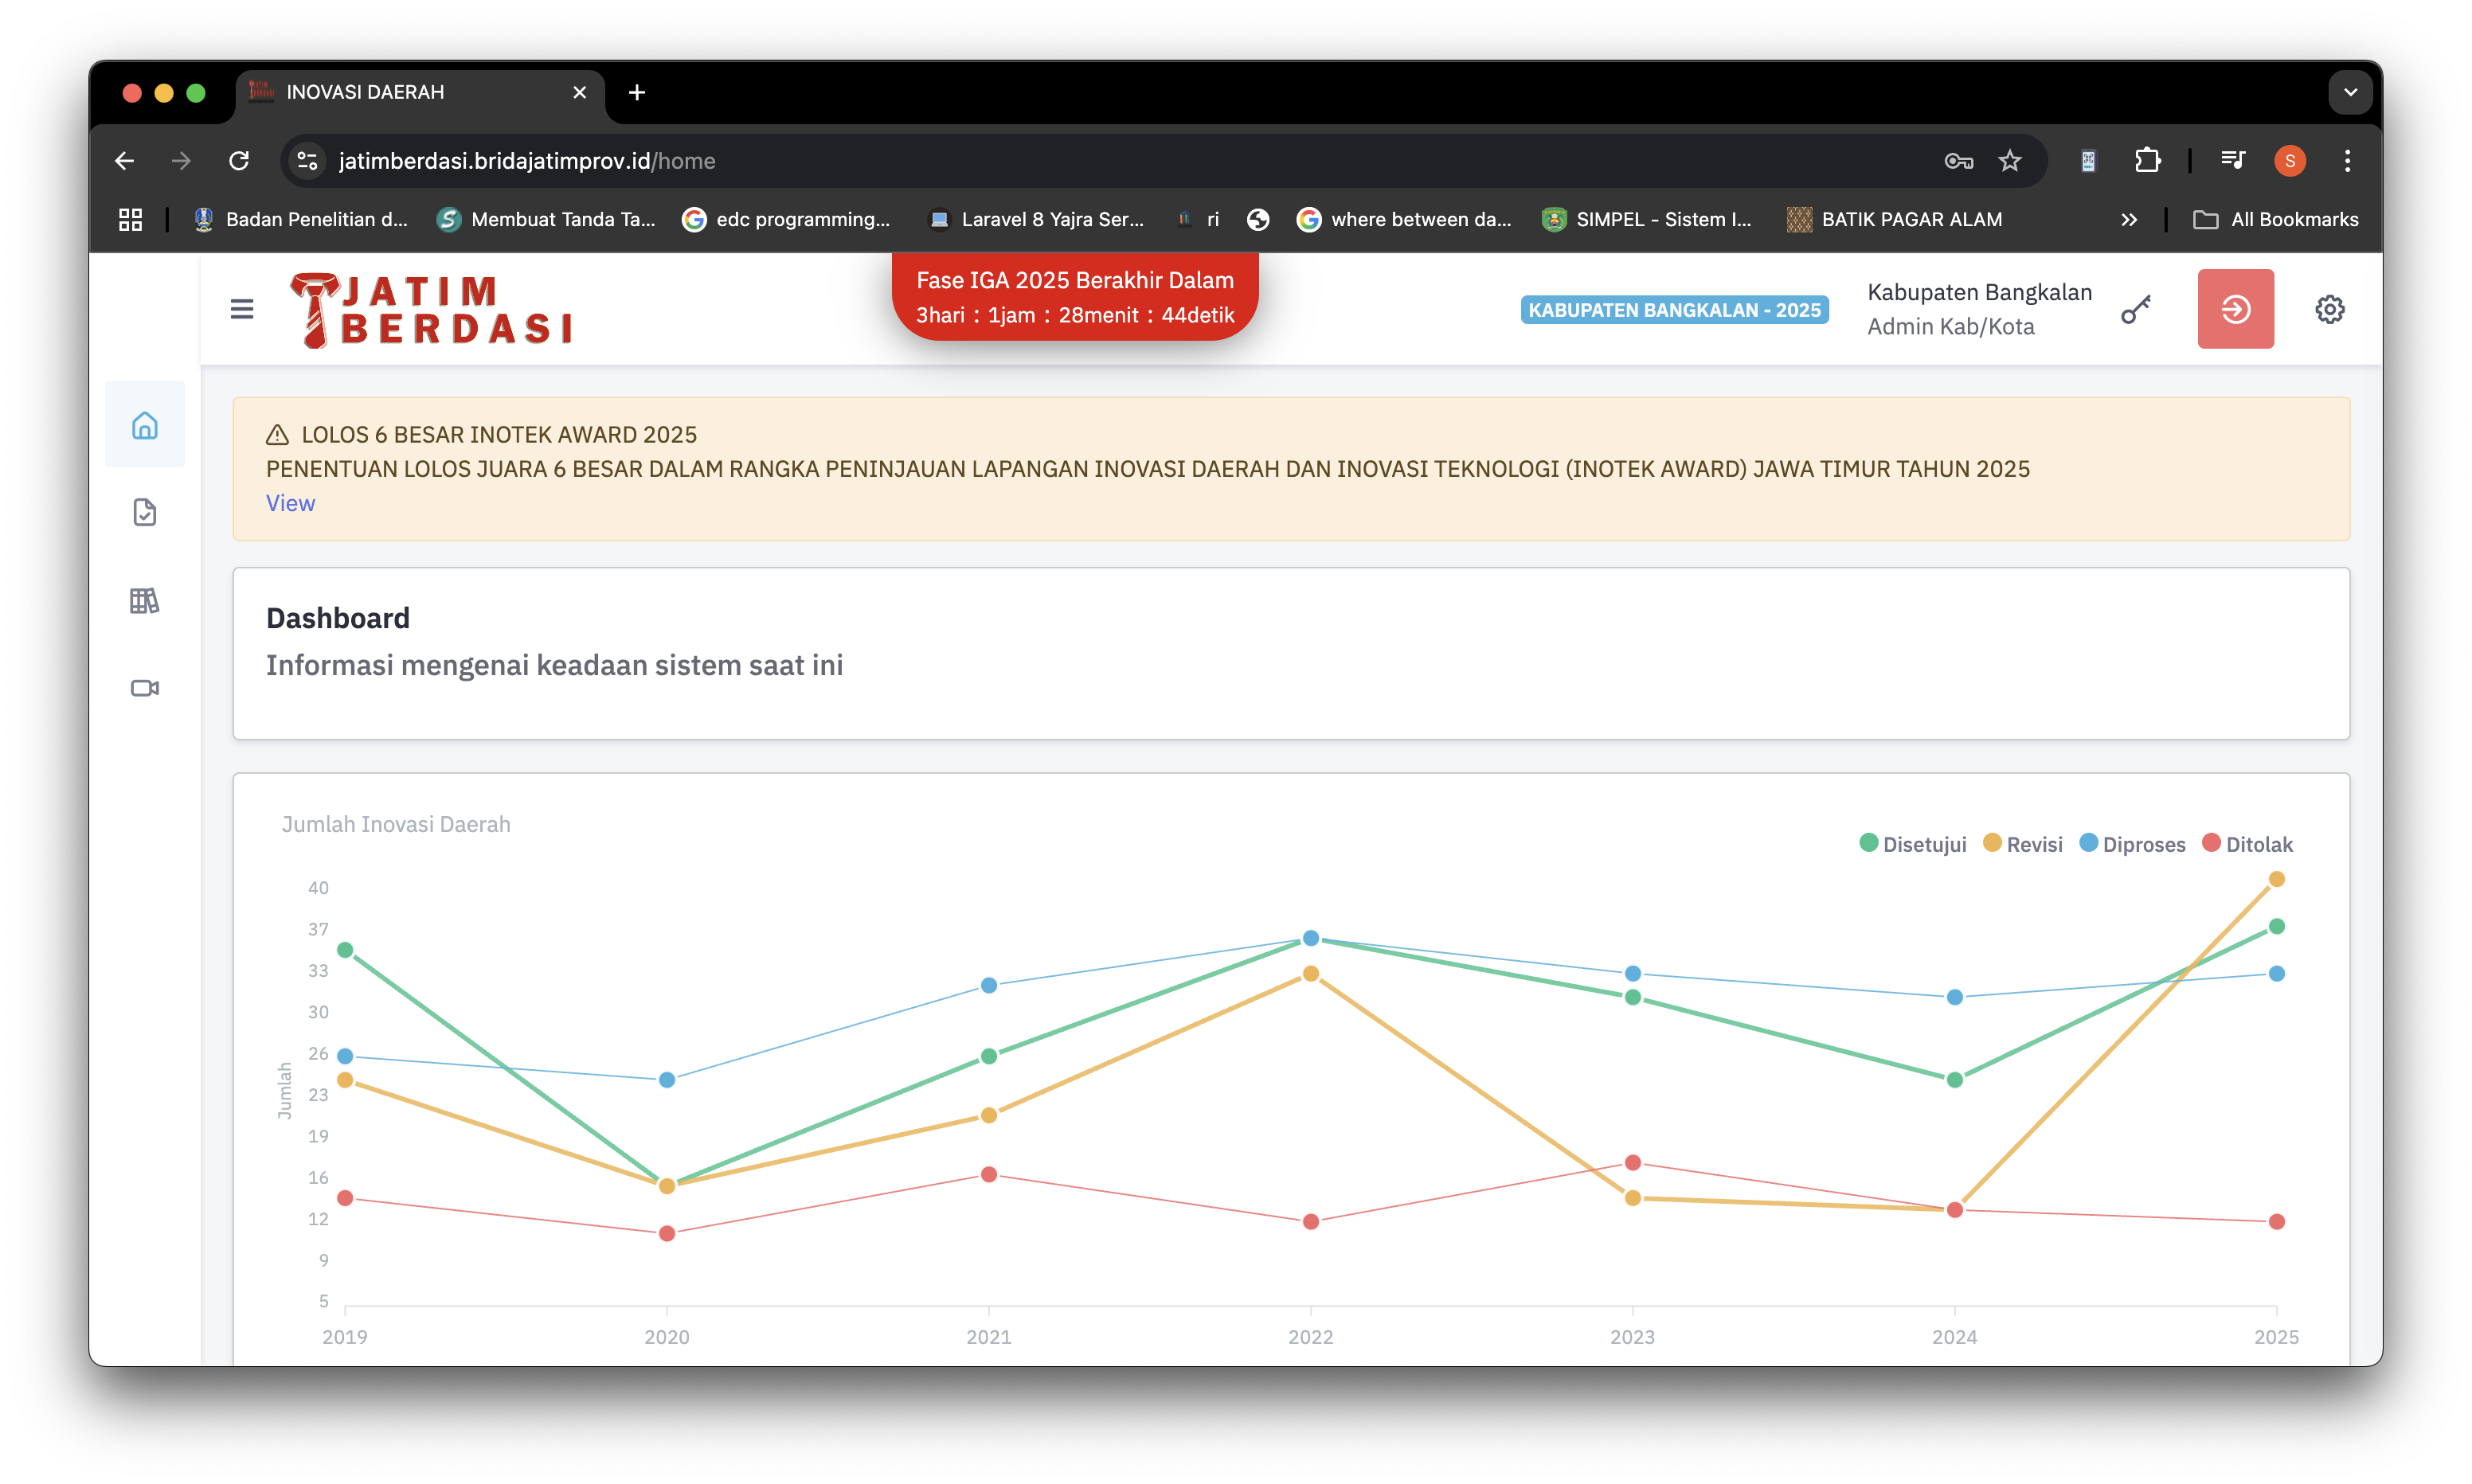 INOVASI DAERAH
jatimberdasi.bridajatimprov.id/home
S
Badan Penelitian d...
Membuat Tanda Ta...
edc programming...
Laravel 8 Yajra Ser...
ri
where between da...
SIMPEL - Sistem I...
BATIK PAGAR ALAM
All Bookmarks
JATIM
BERDASI
Fase IGA 2025 Berakhir Dalam
3hari : 1jam : 28menit : 44detik
KABUPATEN BANGKALAN - 2025
Kabupaten Bangkalan
Admin Kab/Kota
LOLOS 6 BESAR INOTEK AWARD 2025
PENENTUAN LOLOS JUARA 6 BESAR DALAM RANGKA PENINJAUAN LAPANGAN INOVASI DAERAH DAN INOVASI TEKNOLOGI (INOTEK AWARD) JAWA TIMUR TAHUN 2025
View
Dashboard
Informasi mengenai keadaan sistem saat ini
Jumlah Inovasi Daerah
Disetujui Revisi Diproses Ditolak
Jumlah
40
37
33
30
26
23
19
16
12
9
5
2019 2020 2021 2022 2023 2024 2025